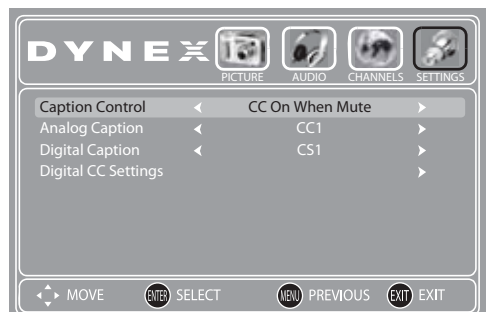 DYNEX
PICTURE AUDIO CHANNELS SETTINGS
Caption Control CC On When Mute
Analog Caption CC1
Digital Caption CS1
Digital CC Settings
MOVE ENTER SELECT MENU PREVIOUS EXIT EXIT